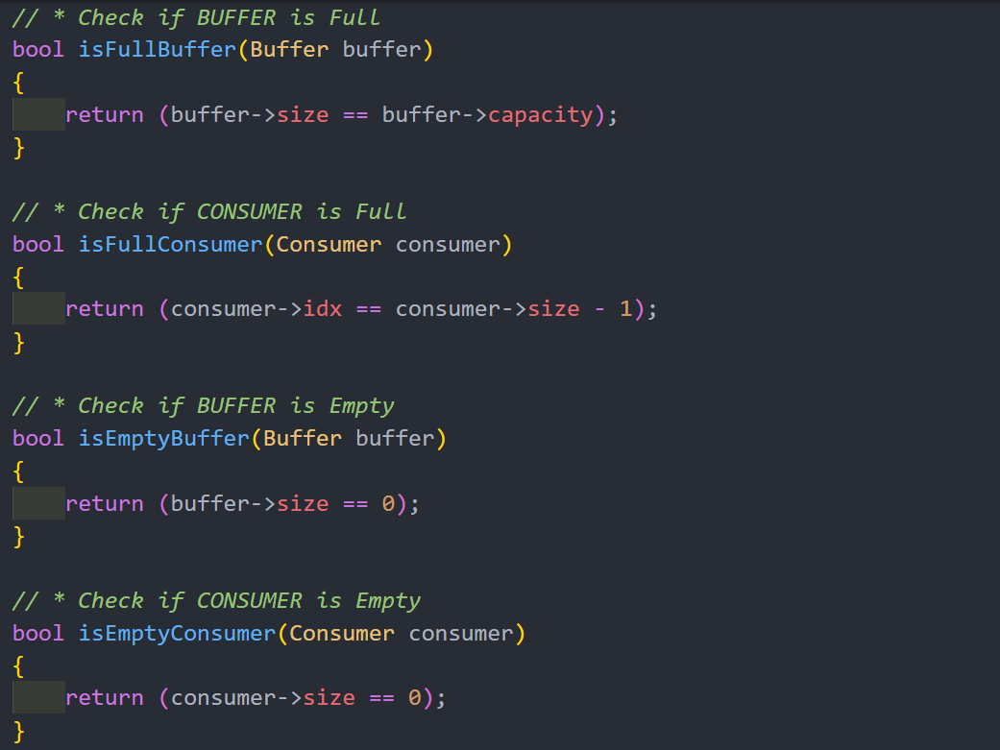 // * Check if BUFFER is Full
bool isFullBuffer(Buffer buffer)
{
    return (buffer->size == buffer->capacity);
}

// * Check if CONSUMER is Full
bool isFullConsumer(Consumer consumer)
{
    return (consumer->idx == consumer->size - 1);
}

// * Check if BUFFER is Empty
bool isEmptyBuffer(Buffer buffer)
{
    return (buffer->size == 0);
}

// * Check if CONSUMER is Empty
bool isEmptyConsumer(Consumer consumer)
{
    return (consumer->size == 0);
}